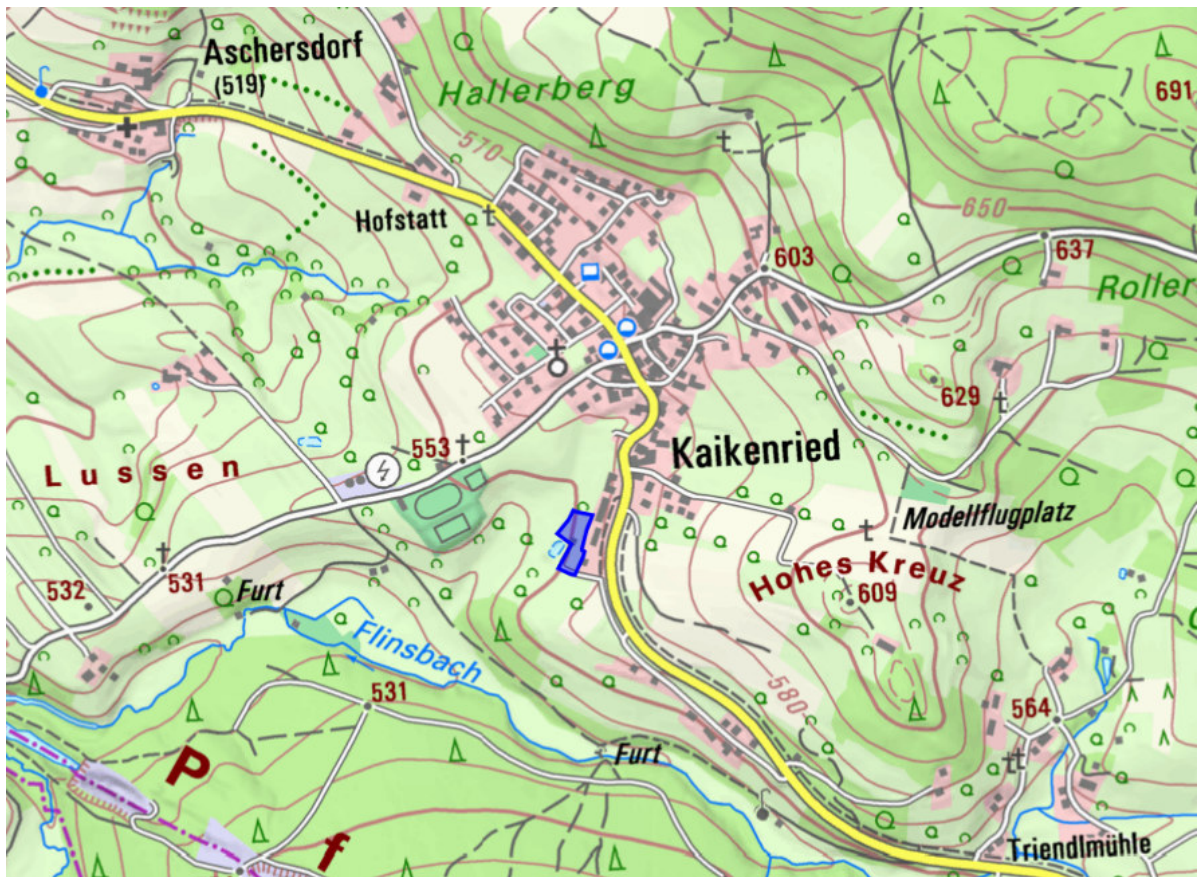 Aschersdorf
(519)
Hallerberg
691
570
650
Hofstatt
603
637
Roller
629
553
Kaikenried
Lussen
Modellflugplatz
532
531
Furt
Hohes Kreuz
609
Flinsbach
531
580
564
P
Furt
f
Triendlmühle